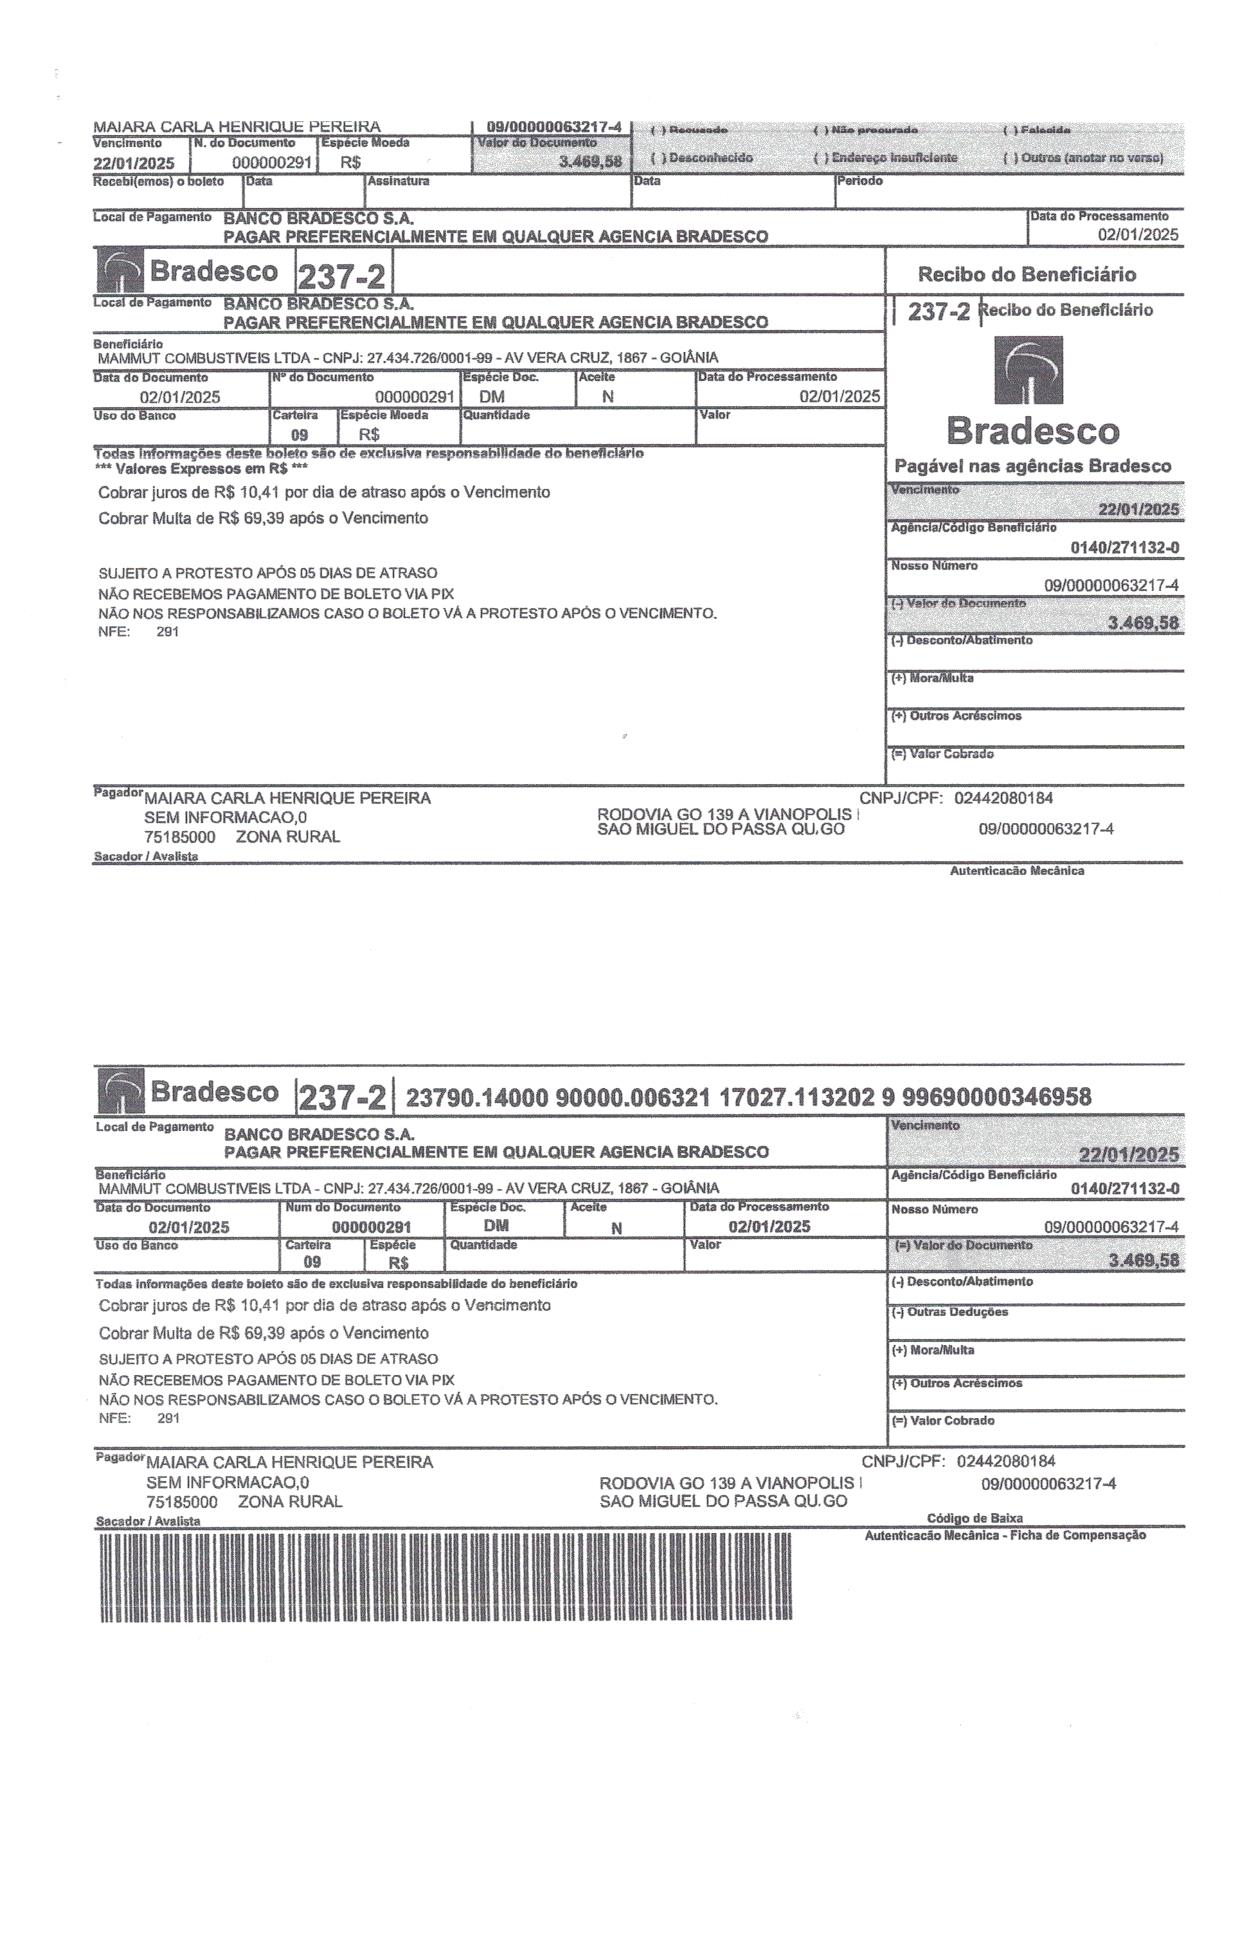 MAIARA CARLA HENRIQUE PEREIRA 09/00000063217-4 ( ) Recusado ( ) Não procurado ( ) Falecida
Vencimento N. do Documento Espécie Moeda Valor do Documento
22/01/2025 000000291 R$ 3.469,58 ( ) Desconhecido ( ) Endereço Insuficiente ( ) Outros (anotar no verso)
Recebi(emos) o boleto Data Assinatura Data Periodo
Local de Pagamento BANCO BRADESCO S.A. Data do Processamento
PAGAR PREFERENCIALMENTE EM QUALQUER AGENCIA BRADESCO 02/01/2025
Bradesco 237-2 Recibo do Beneficiário
Local de Pagamento BANCO BRADESCO S.A.
PAGAR PREFERENCIALMENTE EM QUALQUER AGENCIA BRADESCO
237-2 Recibo do Beneficiário
Beneficiário
MAMMUT COMBUSTIVEIS LTDA - CNPJ: 27.434.726/0001-99 - AV VERA CRUZ, 1867 - GOIÂNIA
Data do Documento Nº do Documento Espécie Doc. Aceite Data do Processamento
02/01/2025 000000291 DM N 02/01/2025
Uso do Banco Carteira Espécie Moeda Quantidade Valor
09 R$
Bradesco
Pagável nas agências Bradesco
Todas informações deste boleto são de exclusiva responsabilidade do beneficiário
*** Valores Expressos em R$ ***
Cobrar juros de R$ 10,41 por dia de atraso após o Vencimento
Cobrar Multa de R$ 69,39 após o Vencimento
SUJEITO A PROTESTO APÓS 05 DIAS DE ATRASO
NÃO RECEBEMOS PAGAMENTO DE BOLETO VIA PIX
NÃO NOS RESPONSABILIZAMOS CASO O BOLETO VÁ A PROTESTO APÓS O VENCIMENTO.
NFE: 291
Vencimento
22/01/2025
Agência/Código Beneficiário
0140/271132-0
Nosso Número
09/00000063217-4
(-) Valor do Documento
3.469,58
(-) Desconto/Abatimento
(+) Mora/Multa
(+) Outros Acréscimos
(=) Valor Cobrado
Pagador MAIARA CARLA HENRIQUE PEREIRA CNPJ/CPF: 02442080184
SEM INFORMACAO,0 RODOVIA GO 139 A VIANOPOLIS
75185000 ZONA RURAL SAO MIGUEL DO PASSA QU.GO 09/00000063217-4
Sacador / Avalista
Autenticacão Mecânica
Bradesco 237-2 23790.14000 90000.006321 17027.113202 9 99690000346958
Local de Pagamento BANCO BRADESCO S.A.
PAGAR PREFERENCIALMENTE EM QUALQUER AGENCIA BRADESCO
Vencimento
22/01/2025
Beneficiário
MAMMUT COMBUSTIVEIS LTDA - CNPJ: 27.434.726/0001-99 - AV VERA CRUZ, 1867 - GOIÂNIA
Agência/Código Beneficiário
0140/271132-0
Data do Documento Num do Documento Espécie Doc. Aceite Data do Processamento Nosso Número
02/01/2025 000000291 DM N 02/01/2025 09/00000063217-4
Uso do Banco Carteira Espécie Quantidade Valor (=) Valor do Documento
09 R$ 3.469,58
Todas informações deste boleto são de exclusiva responsabilidade do beneficiário
Cobrar juros de R$ 10,41 por dia de atraso após o Vencimento
Cobrar Multa de R$ 69,39 após o Vencimento
SUJEITO A PROTESTO APÓS 05 DIAS DE ATRASO
NÃO RECEBEMOS PAGAMENTO DE BOLETO VIA PIX
NÃO NOS RESPONSABILIZAMOS CASO O BOLETO VÁ A PROTESTO APÓS O VENCIMENTO.
NFE: 291
(-) Desconto/Abatimento
(-) Outras Deduções
(+) Mora/Multa
(+) Outros Acréscimos
(=) Valor Cobrado
Pagador MAIARA CARLA HENRIQUE PEREIRA CNPJ/CPF: 02442080184
SEM INFORMACAO,0 RODOVIA GO 139 A VIANOPOLIS 09/00000063217-4
75185000 ZONA RURAL SAO MIGUEL DO PASSA QU.GO
Sacador / Avalista Código de Baixa
Autenticacão Mecânica - Ficha de Compensação